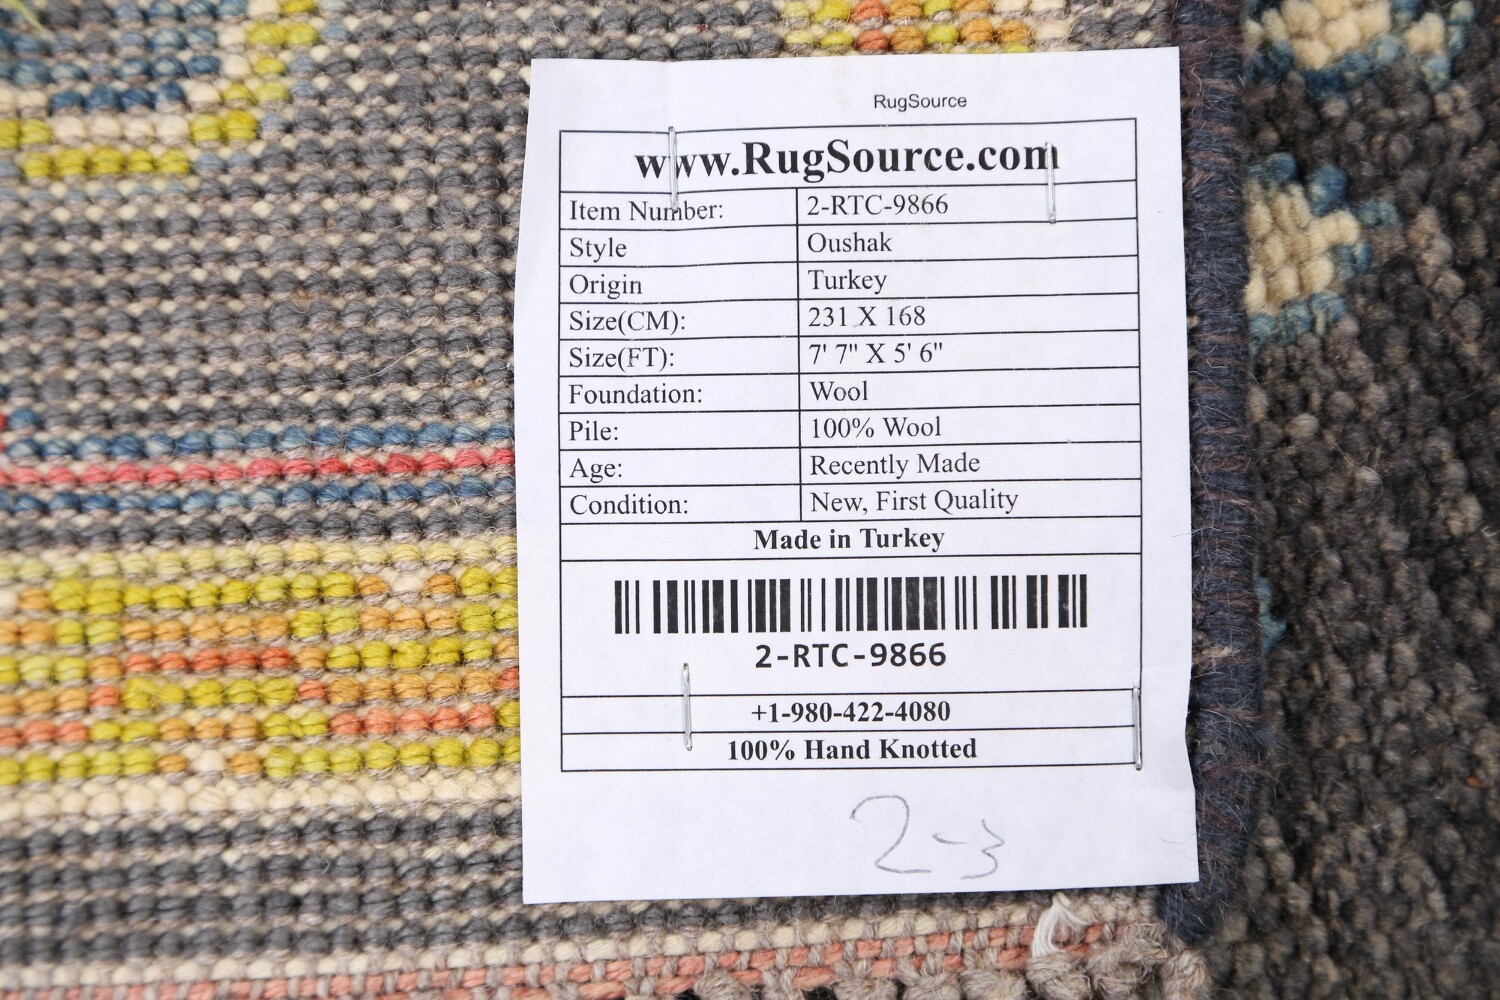 RugSource
www.RugSource.com
Item Number: 2-RTC-9866
Style Oushak
Origin Turkey
Size(CM): 231 X 168
Size(FT): 7' 7" X 5' 6"
Foundation: Wool
Pile: 100% Wool
Age: Recently Made
Condition: New, First Quality
Made in Turkey
2-RTC-9866
+1-980-422-4080
100% Hand Knotted
2-3